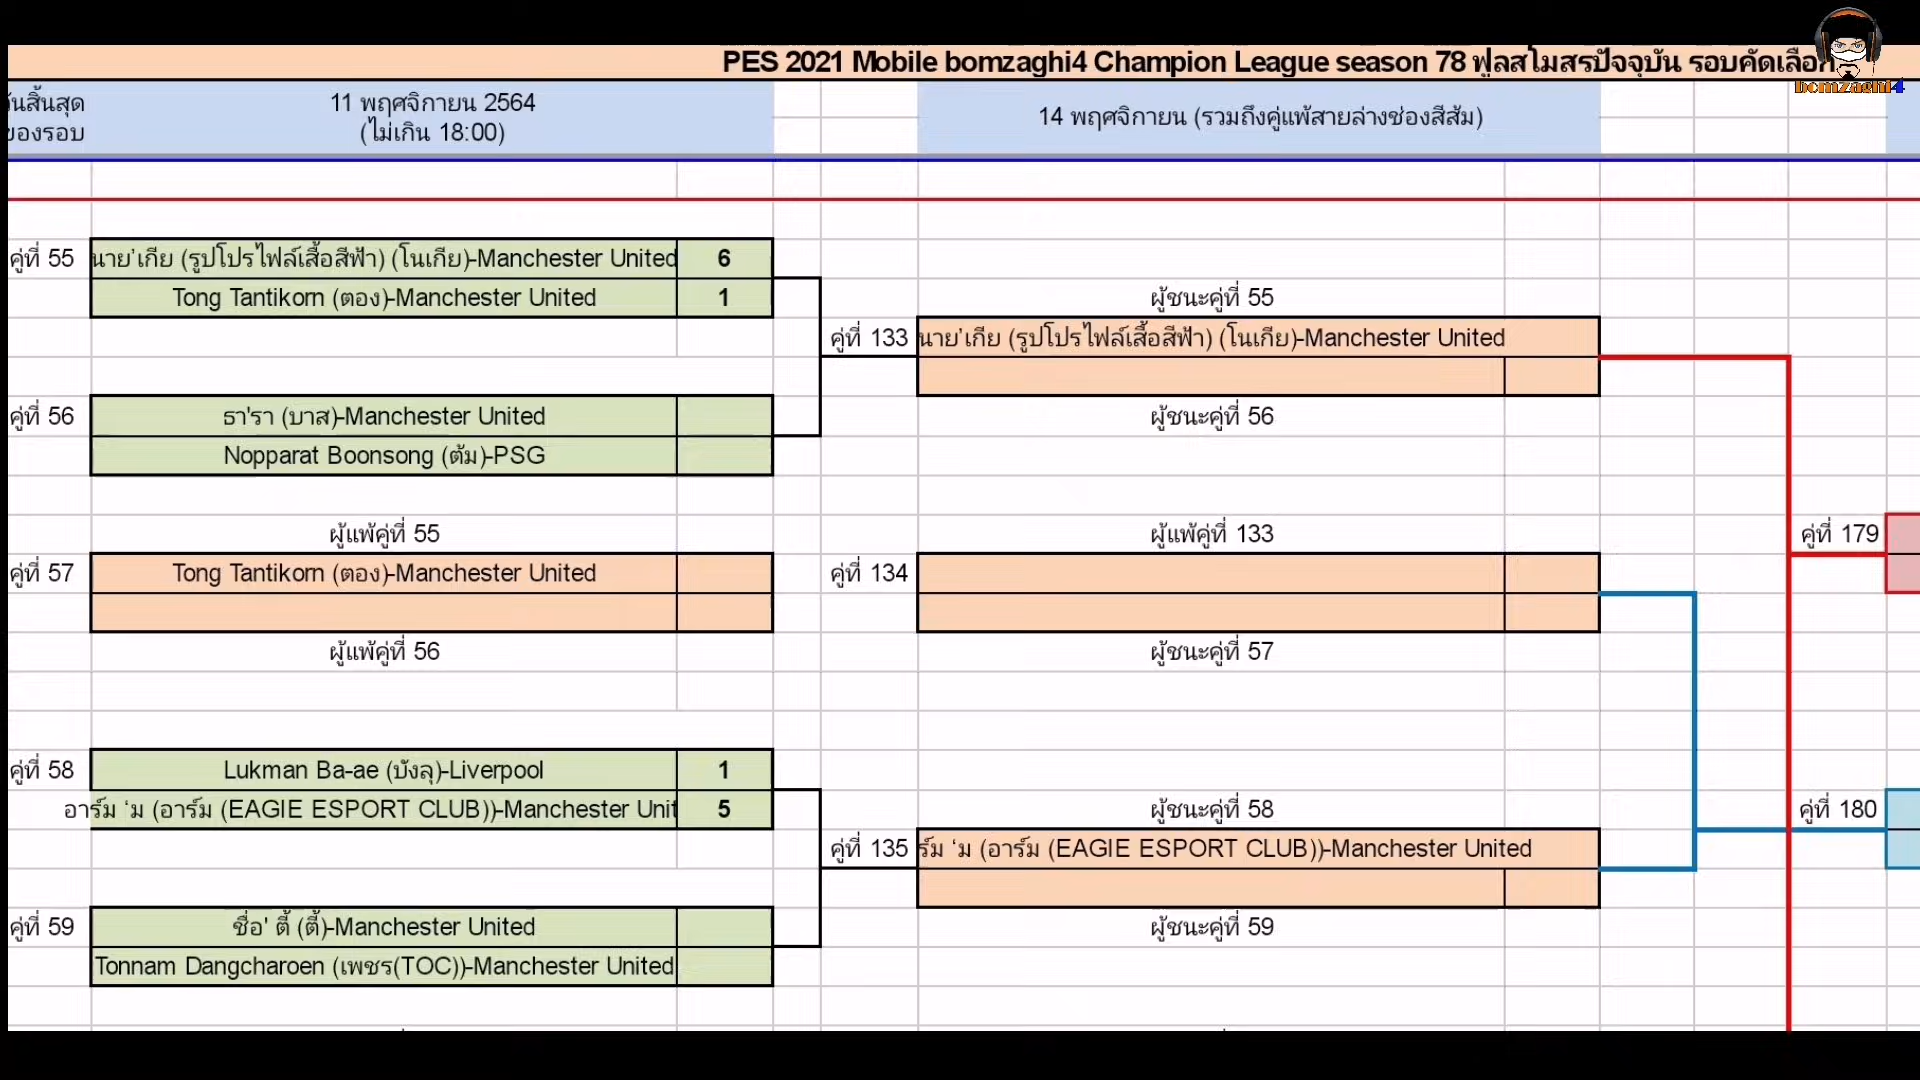 PES 2021 Mobile bomzaghi4 Champion League season 78 ฟูลสโมสรปัจจุบัน รอบคัดเลือก
bomzaghi4
วันสิ้นสุด
ของรอบ
11 พฤศจิกายน 2564
(ไม่เกิน 18:00)
14 พฤศจิกายน (รวมถึงคู่แพ้สายล่างช่องสีส้ม)
คู่ที่ 55
นาย'เกีย (รูปโปรไฟล์เสื้อสีฟ้า) (โนเกีย)-Manchester United
6
Tong Tantikorn (ตอง)-Manchester United
1
ผู้ชนะคู่ที่ 55
คู่ที่ 133
นาย'เกีย (รูปโปรไฟล์เสื้อสีฟ้า) (โนเกีย)-Manchester United
คู่ที่ 56
ธา'รา (บาส)-Manchester United
ผู้ชนะคู่ที่ 56
Nopparat Boonsong (ต้ม)-PSG
ผู้แพ้คู่ที่ 55
ผู้แพ้คู่ที่ 133
คู่ที่ 179
คู่ที่ 57
Tong Tantikorn (ตอง)-Manchester United
คู่ที่ 134
ผู้แพ้คู่ที่ 56
ผู้ชนะคู่ที่ 57
คู่ที่ 58
Lukman Ba-ae (บังลุ)-Liverpool
1
อาร์ม ‘ม (อาร์ม (EAGIE ESPORT CLUB))-Manchester Unit
5
ผู้ชนะคู่ที่ 58
คู่ที่ 180
คู่ที่ 135
ร์ม ‘ม (อาร์ม (EAGIE ESPORT CLUB))-Manchester United
คู่ที่ 59
ชื่อ' ตี้ (ตี้)-Manchester United
ผู้ชนะคู่ที่ 59
Tonnam Dangcharoen (เพชร(TOC))-Manchester United